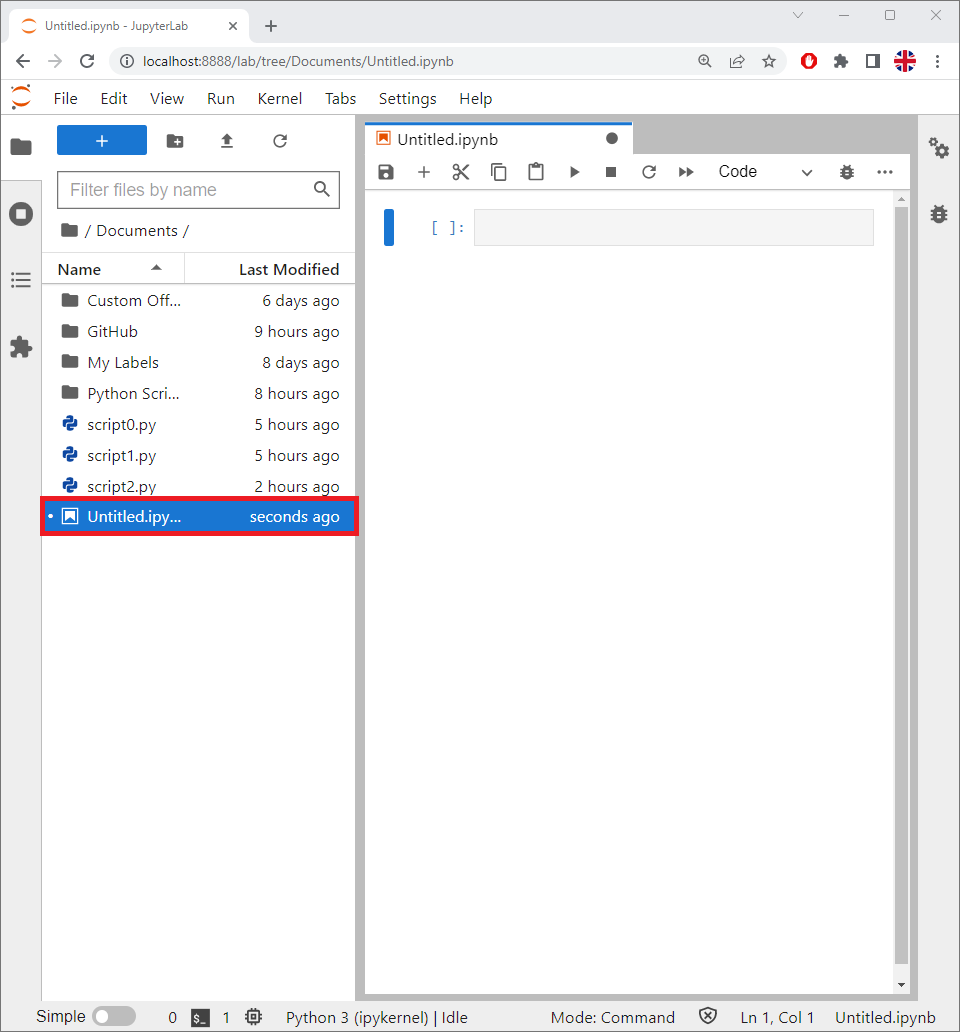 Untitled.ipynb - JupyterLab
localhost:8888/lab/tree/Documents/Untitled.ipynb
File Edit View Run Kernel Tabs Settings Help
Filter files by name
/ Documents /
Name Last Modified
Custom Off... 6 days ago
GitHub 9 hours ago
My Labels 8 days ago
Python Scri... 8 hours ago
script0.py 5 hours ago
script1.py 5 hours ago
script2.py 2 hours ago
Untitled.ipy... seconds ago
Untitled.ipynb
Code
[ ]:
Simple 0 $_ 1 Python 3 (ipykernel) | Idle Mode: Command Ln 1, Col 1 Untitled.ipynb